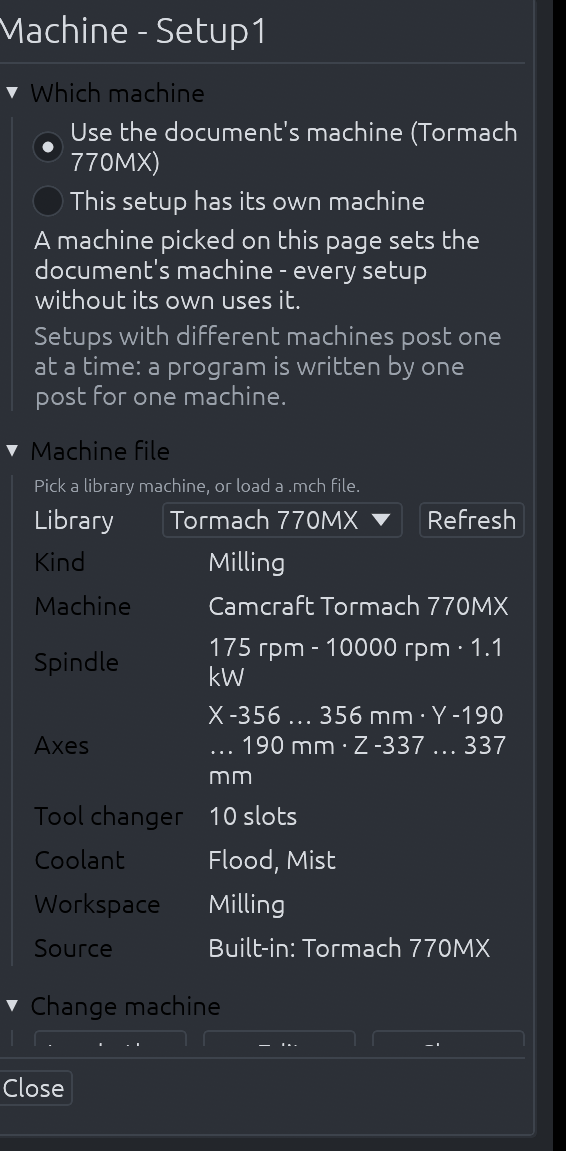 Machine - Setup1
Which machine
Use the document's machine (Tormach
770MX)
This setup has its own machine
A machine picked on this page sets the
document's machine - every setup
without its own uses it.
Setups with different machines post one
at a time: a program is written by one
post for one machine.
Machine file
Pick a library machine, or load a .mch file.
Library Tormach 770MX Refresh
Kind Milling
Machine Camcraft Tormach 770MX
Spindle 175 rpm - 10000 rpm · 1.1
kW
Axes X -356 … 356 mm · Y -190
… 190 mm · Z -337 … 337
mm
Tool changer 10 slots
Coolant Flood, Mist
Workspace Milling
Source Built-in: Tormach 770MX
Change machine
Close